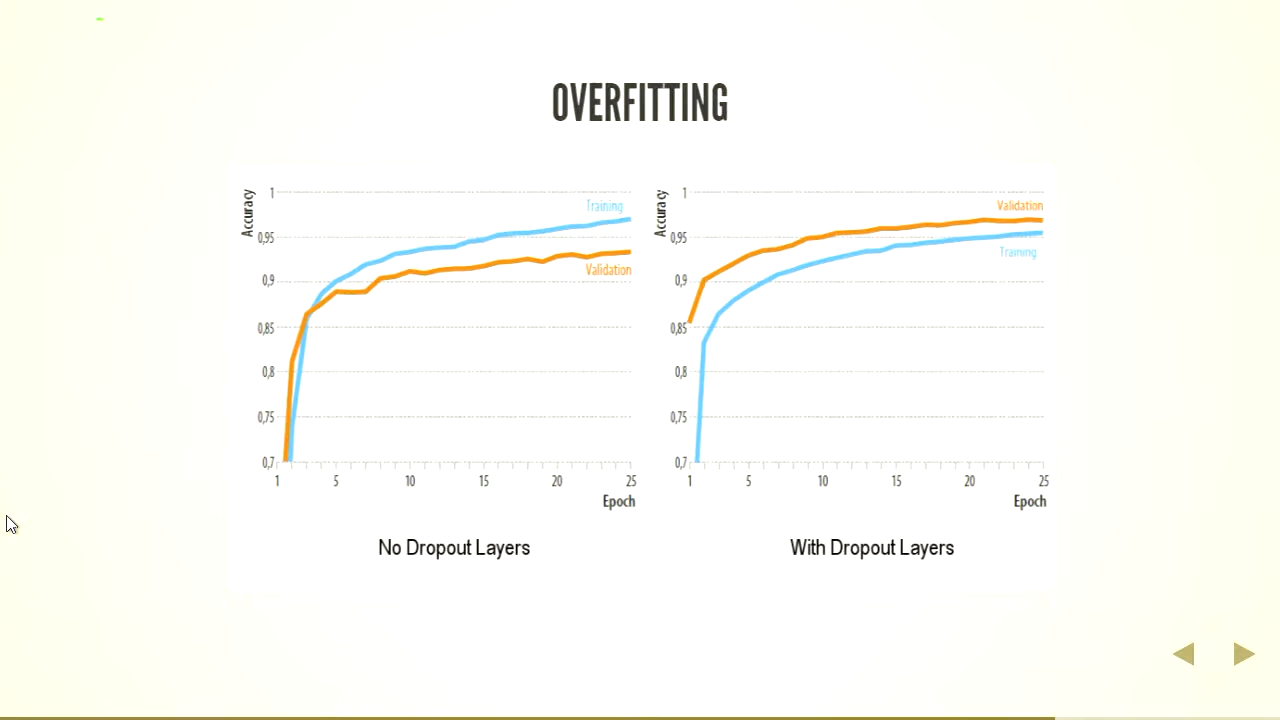 OVERFITTING
Accuracy
1
0,95
0,9
0,85
0,8
0,75
0,7
Training
Validation
1 5 10 15 20 25
Epoch
No Dropout Layers
Accuracy
1
0,95
0,9
0,85
0,8
0,75
0,7
Validation
Training
1 5 10 15 20 25
Epoch
With Dropout Layers